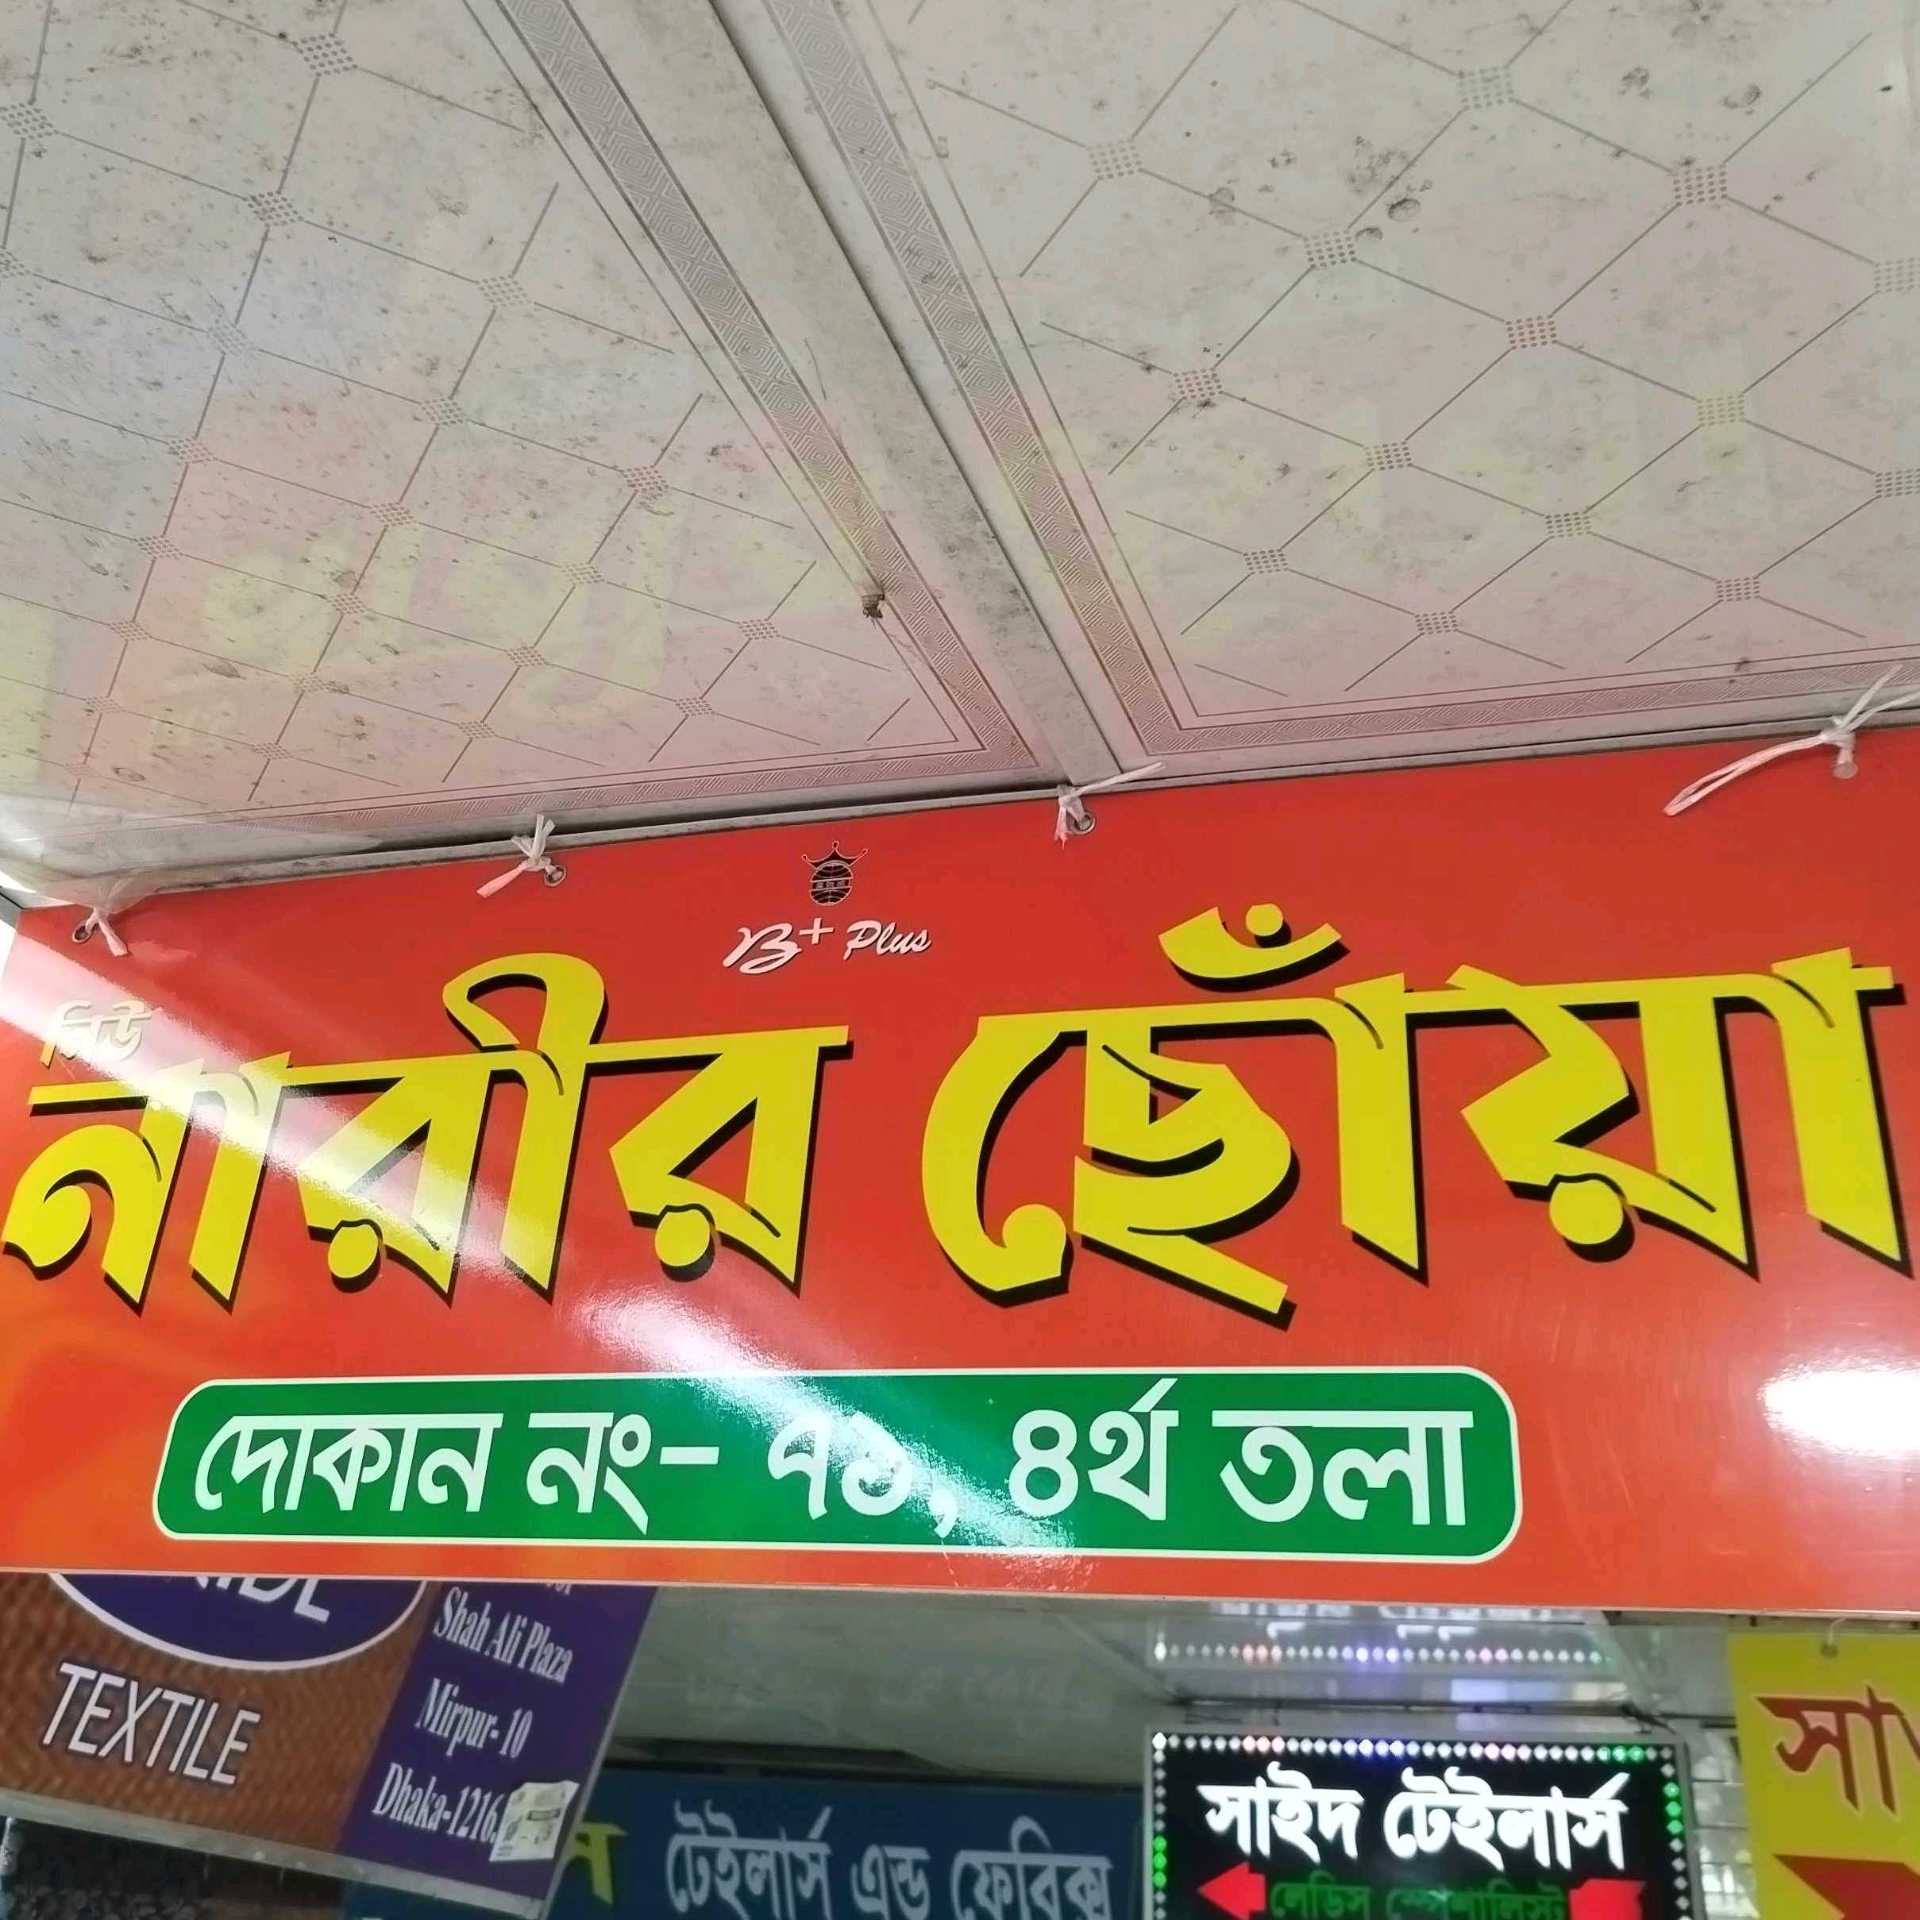 B+ Plus
নিউ
নারীর ছোঁয়া
দোকান নং- ৭১, ৪র্থ তলা
TEXTILE
Shah Ali Plaza
Mirpur- 10
Dhaka-1216
টেইলার্স এন্ড ফেব্রিক্স
সাইদ টেইলার্স
লেডিস স্পেশালিস্ট